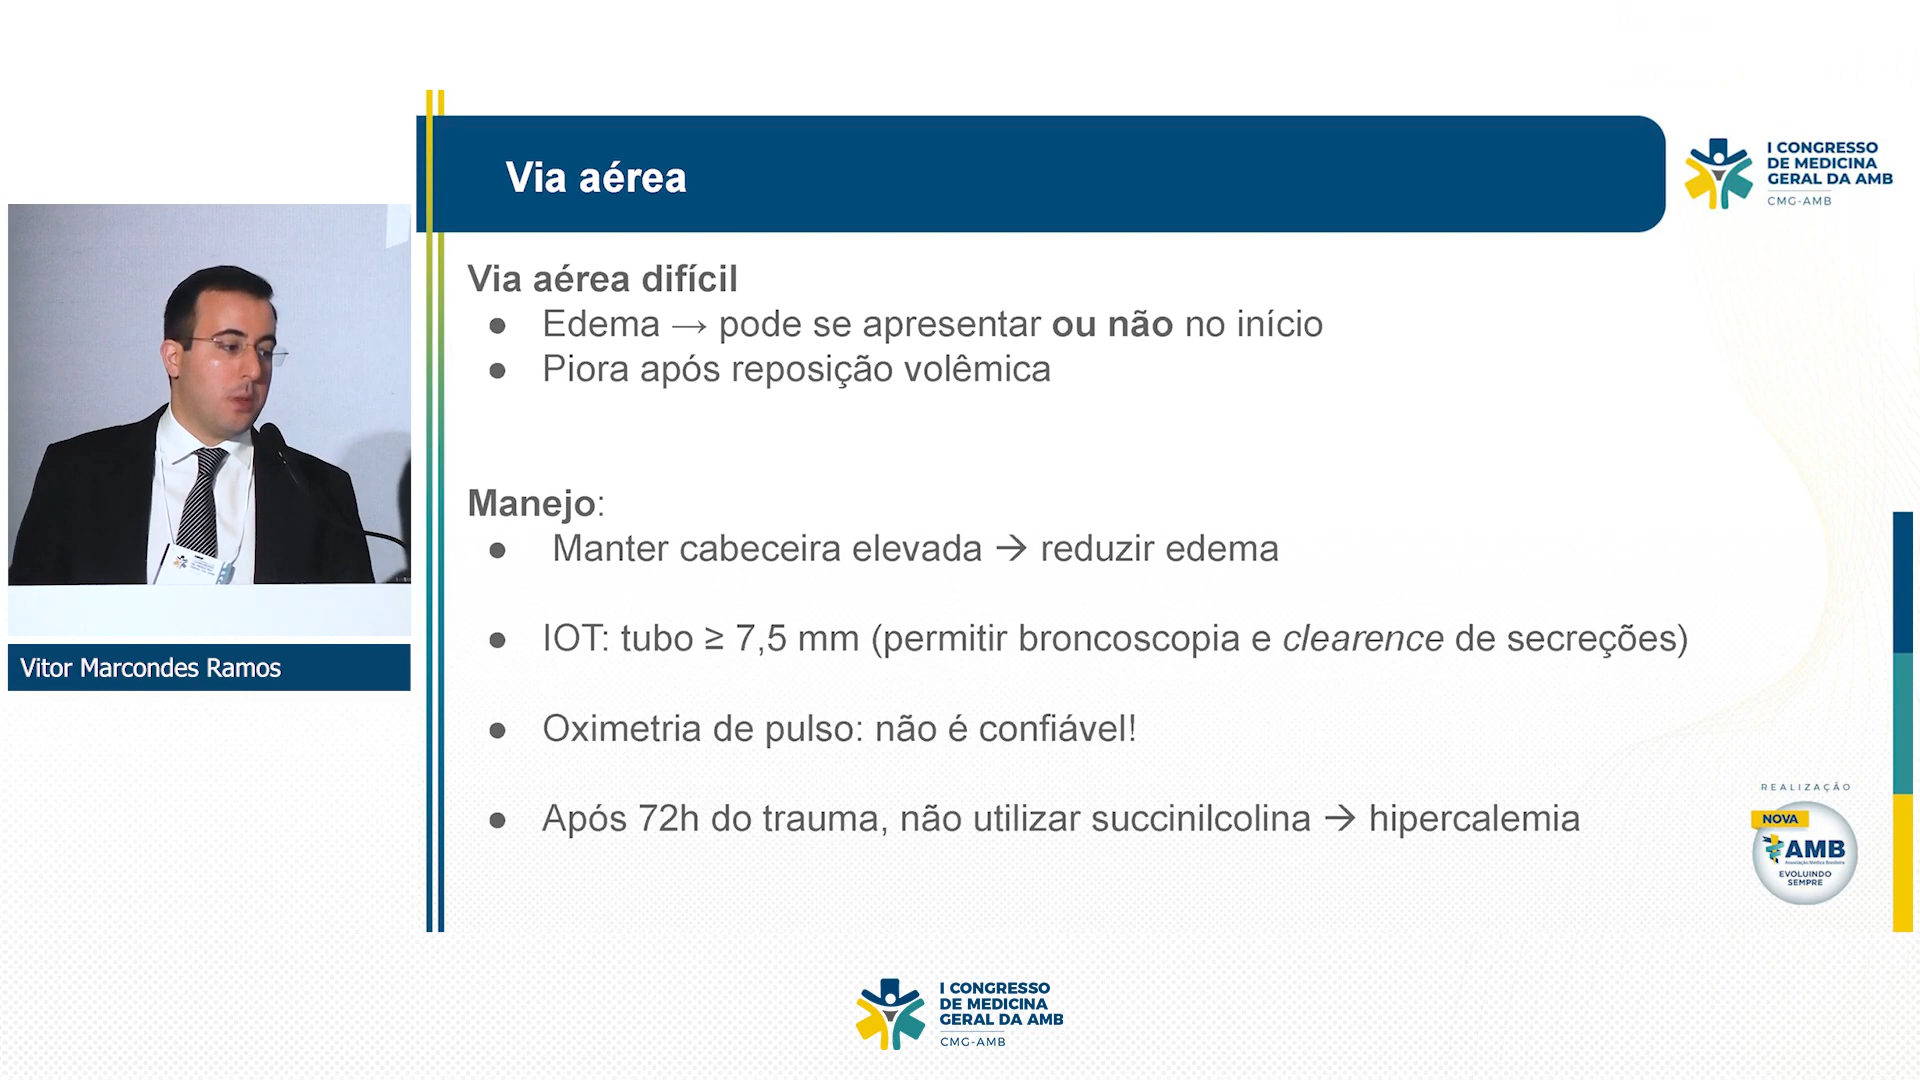 Via aérea
I CONGRESSO
DE MEDICINA
GERAL DA AMB
CMG-AMB
Via aérea difícil
● Edema → pode se apresentar ou não no início
● Piora após reposição volêmica
Manejo:
● Manter cabeceira elevada → reduzir edema
● IOT: tubo ≥ 7,5 mm (permitir broncoscopia e clearence de secreções)
● Oximetria de pulso: não é confiável!
● Após 72h do trauma, não utilizar succinilcolina → hipercalemia
Vitor Marcondes Ramos
REALIZAÇÃO
NOVA
AMB
Associação Médica Brasileira
EVOLUINDO
SEMPRE
I CONGRESSO
DE MEDICINA
GERAL DA AMB
CMG-AMB